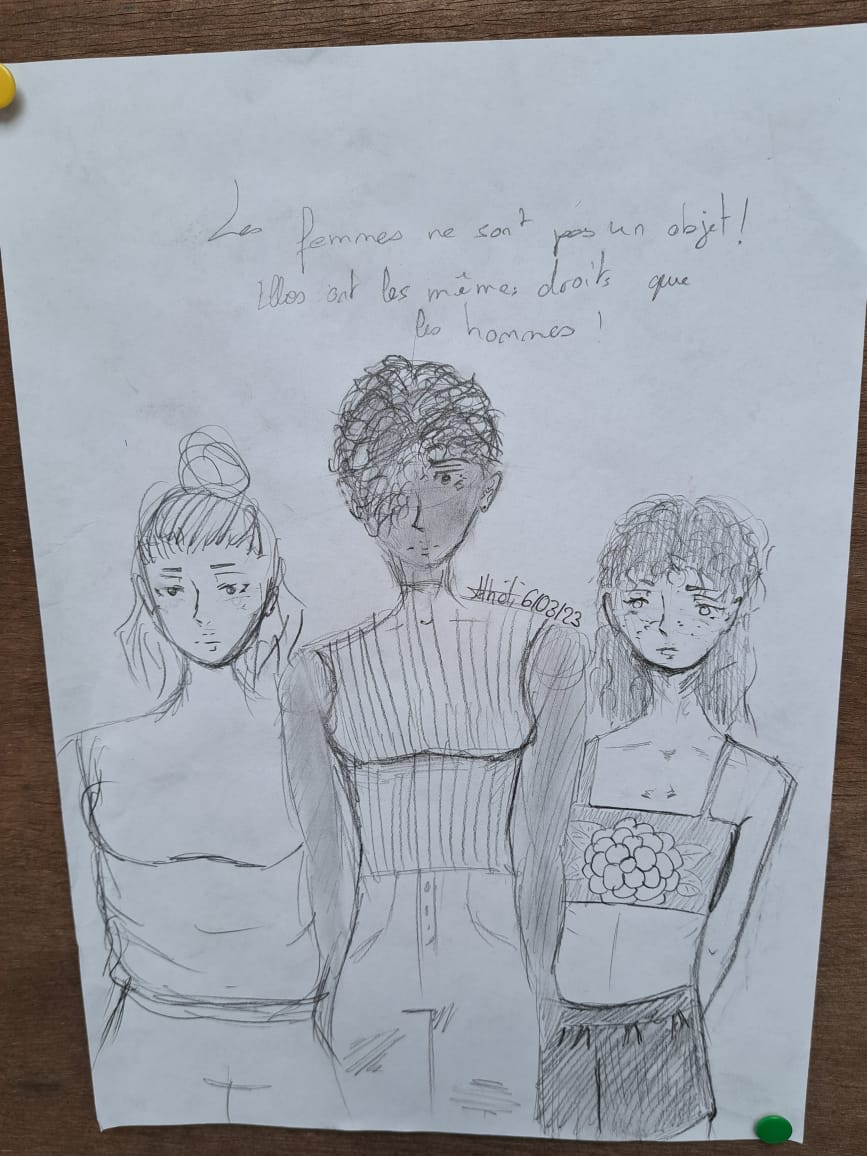 Les femmes ne sont pas un objet!
Elles ont les mêmes droits que
les hommes !
6/03/23